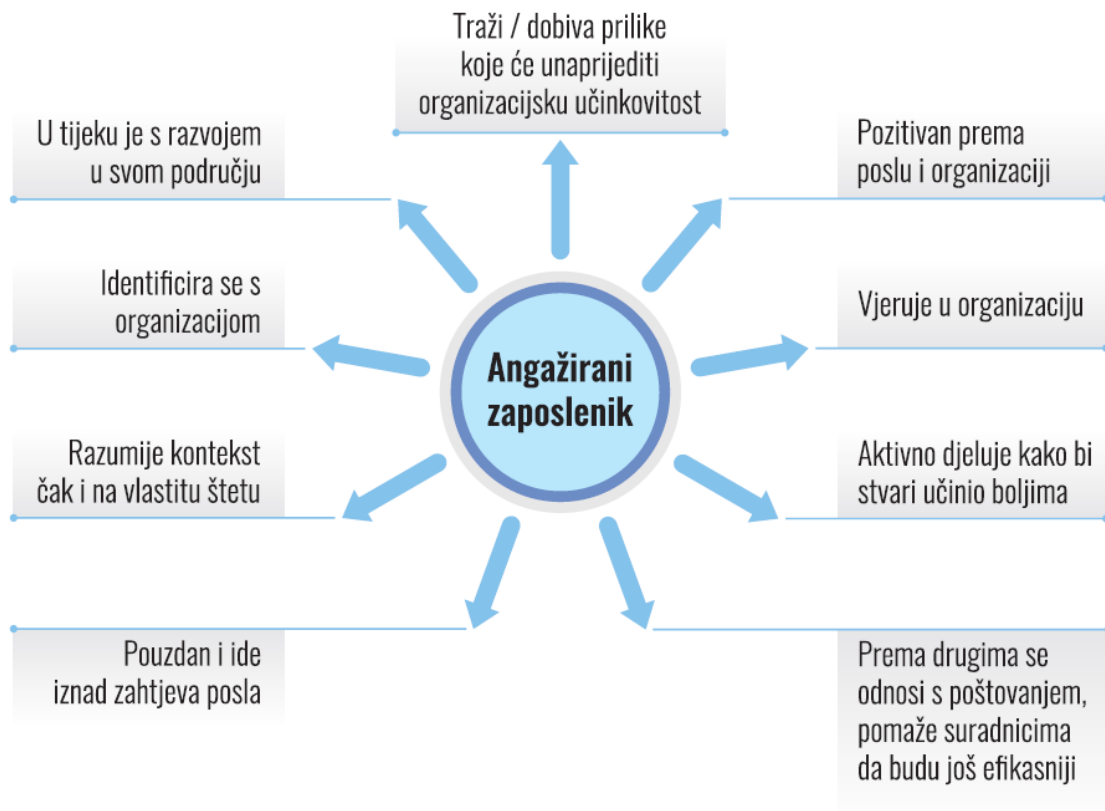 Traži / dobiva prilike
koje će unaprijediti
organizacijsku učinkovitost
U tijeku je s razvojem
u svom području
Pozitivan prema
poslu i organizaciji
Identificira se s
organizacijom
Vjeruje u organizaciju
Angažirani
zaposlenik
Razumije kontekst
čak i na vlastitu štetu
Aktivno djeluje kako bi
stvari učinio boljima
Pouzdan i ide
iznad zahtjeva posla
Prema drugima se
odnosi s poštovanjem,
pomaže suradnicima
da budu još efikasniji